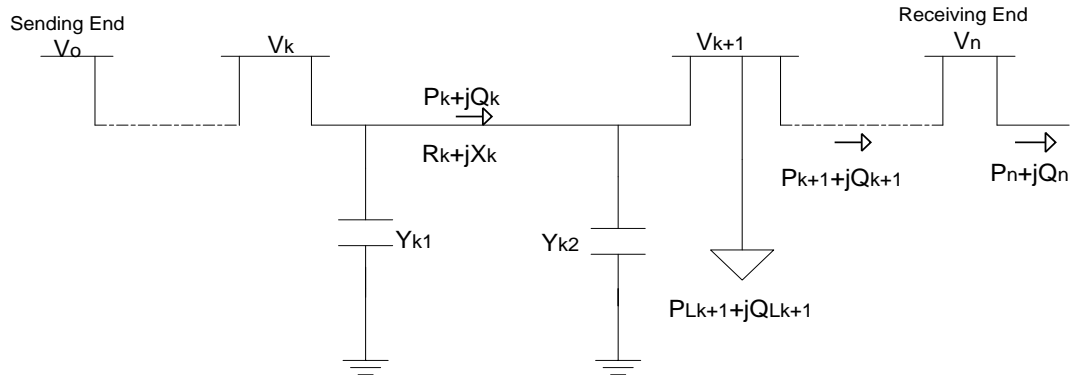 Sending End
Receiving End
Vo
Vk
Vk+1
Vn
Pk+jQk
Rk+jXk
Pk+1+jQk+1
Pn+jQn
Yk1
Yk2
PLk+1+jQLk+1